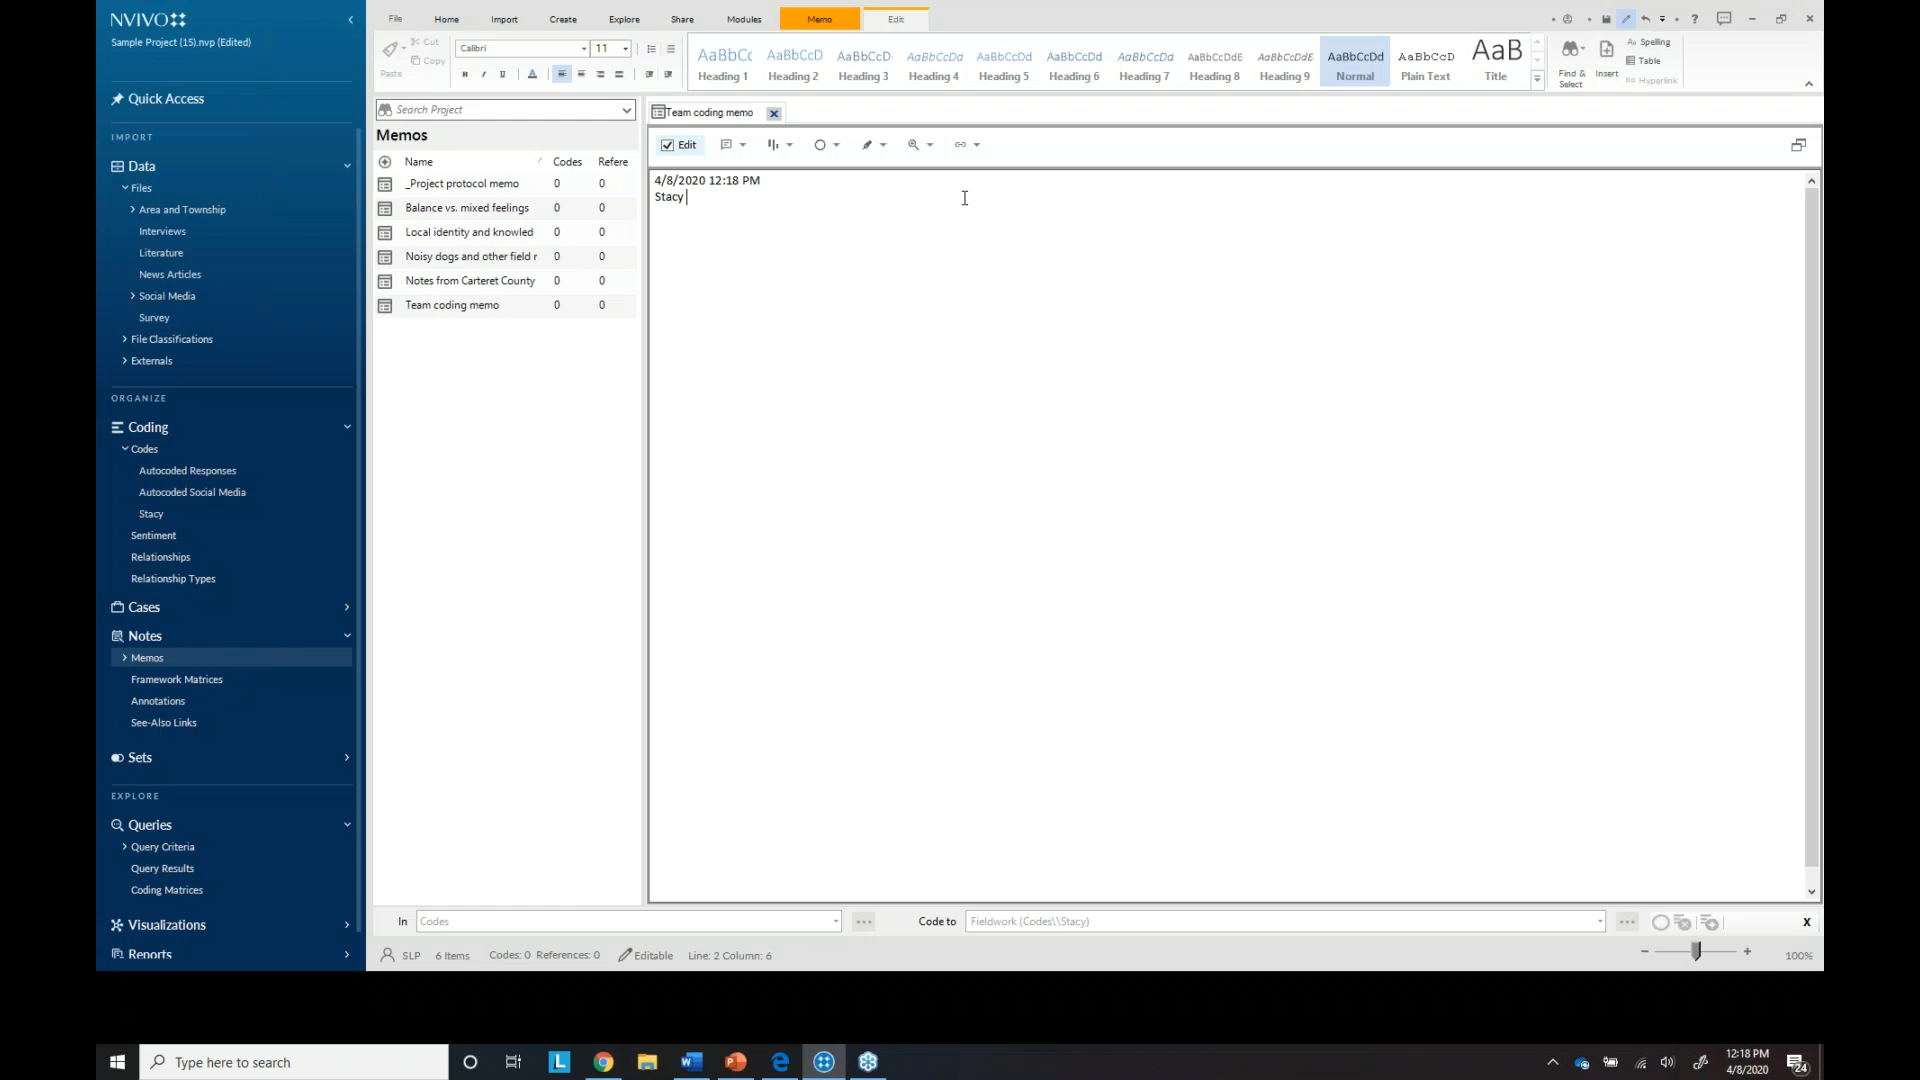 NVIVO
Sample Project (15).nvp (Edited)
Quick Access
IMPORT
Data
Files
Area and Township
Interviews
Literature
News Articles
Social Media
Survey
File Classifications
Externals
ORGANIZE
Coding
Codes
Autocoded Responses
Autocoded Social Media
Stacy
Sentiment
Relationships
Relationship Types
Cases
Notes
Memos
Framework Matrices
Annotations
See-Also Links
Sets
EXPLORE
Queries
Query Criteria
Query Results
Coding Matrices
Visualizations
Reports
File Home Import Create Explore Share Modules Memo Edit
Paste
Cut
Copy
Calibri 11
B I U A
AaBbCc AaBbCcD AaBbCcD AaBbCcDd AaBbCcDd AaBbCcDd AaBbCcDd AaBbCcDdE AaBbCcDdE AaBbCcDd AaBbCcD AaB
Heading 1 Heading 2 Heading 3 Heading 4 Heading 5 Heading 6 Heading 7 Heading 8 Heading 9 Normal Plain Text Title
Find & Select
Insert
Spelling
Table
Hyperlink
Search Project
Memos
Name Codes Refere
_Project protocol memo 0 0
Balance vs. mixed feelings 0 0
Local identity and knowled 0 0
Noisy dogs and other field r 0 0
Notes from Carteret County 0 0
Team coding memo 0 0
Team coding memo
Edit
4/8/2020 12:18 PM
Stacy
In Codes
Code to Fieldwork (Codes\\Stacy)
X
SLP 6 Items Codes: 0 References: 0 Editable Line: 2 Column: 6
100%
Type here to search
12:18 PM
4/8/2020
24